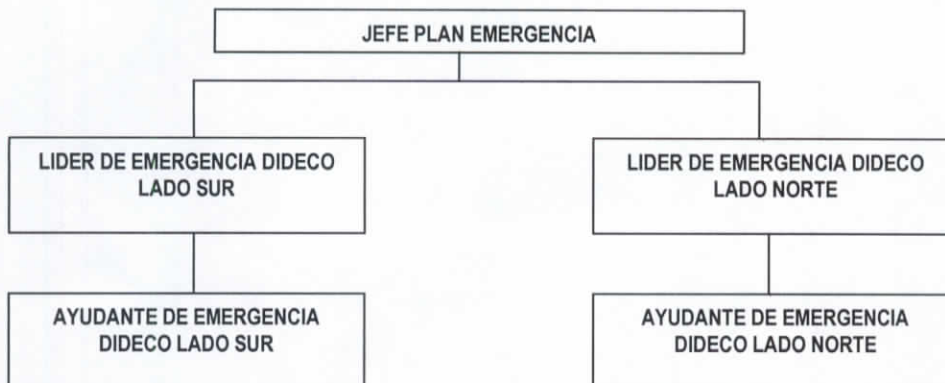 JEFE PLAN EMERGENCIA
LIDER DE EMERGENCIA DIDECO
LADO SUR
LIDER DE EMERGENCIA DIDECO
LADO NORTE
AYUDANTE DE EMERGENCIA
DIDECO LADO SUR
AYUDANTE DE EMERGENCIA
DIDECO LADO NORTE